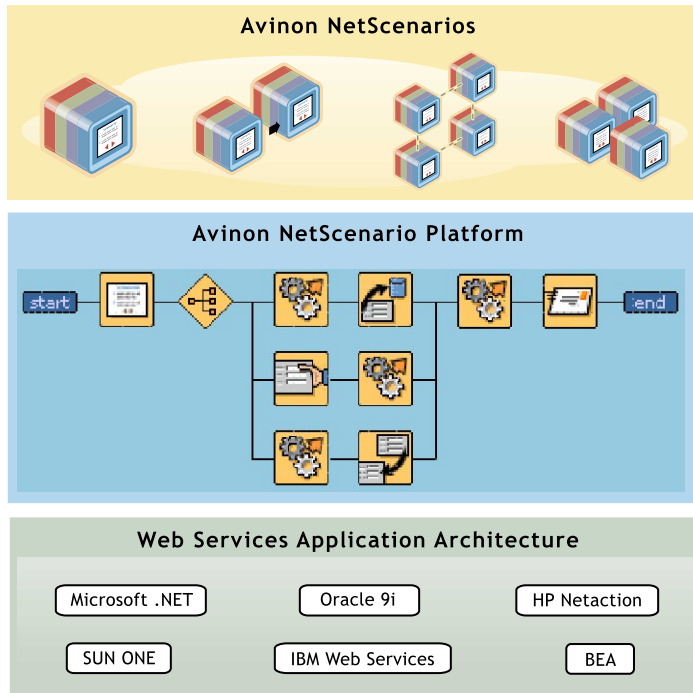 Avinon NetScenarios
Avinon NetScenario Platform
start
end
Web Services Application Architecture
Microsoft .NET
Oracle 9i
HP Netaction
SUN ONE
IBM Web Services
BEA